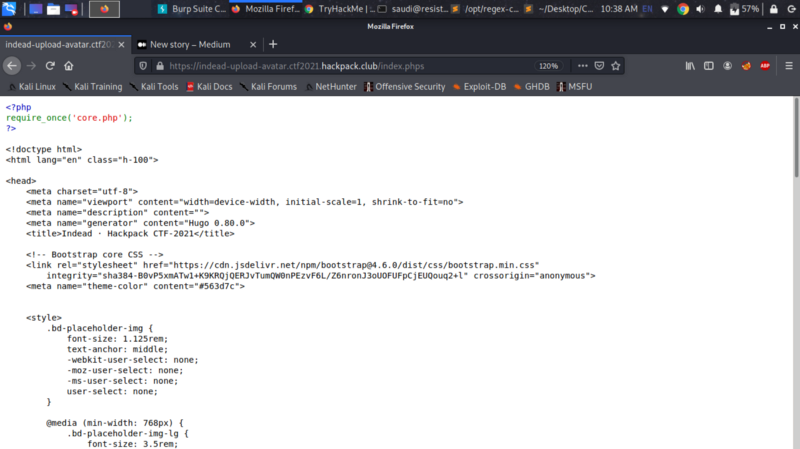 Burp Suite C...
Mozilla Firef...
TryHackMe | ...
saudi@resist...
/opt/regex-c...
~/Desktop/C...
10:38 AM
EN
57%
Mozilla Firefox
indead-upload-avatar.ctf2021.h
New story – Medium
https://indead-upload-avatar.ctf2021.hackpack.club/index.phps
120%
ABP
Kali Linux
Kali Training
Kali Tools
Kali Docs
Kali Forums
NetHunter
Offensive Security
Exploit-DB
GHDB
MSFU
<?php
require_once('core.php');
?>
<!doctype html>
<html lang="en" class="h-100">
<head>
<meta charset="utf-8">
<meta name="viewport" content="width=device-width, initial-scale=1, shrink-to-fit=no">
<meta name="description" content="">
<meta name="generator" content="Hugo 0.80.0">
<title>Indead · Hackpack CTF-2021</title>
<!-- Bootstrap core CSS -->
<link rel="stylesheet" href="https://cdn.jsdelivr.net/npm/bootstrap@4.6.0/dist/css/bootstrap.min.css"
integrity="sha384-B0vP5xmATw1+K9KRQjQERJvTumQW0nPEzvF6L/Z6nronJ3oUOFUFpCjEUQouq2+l" crossorigin="anonymous">
<meta name="theme-color" content="#563d7c">
<style>
.bd-placeholder-img {
font-size: 1.125rem;
text-anchor: middle;
-webkit-user-select: none;
-moz-user-select: none;
-ms-user-select: none;
user-select: none;
}
@media (min-width: 768px) {
.bd-placeholder-img-lg {
font-size: 3.5rem;